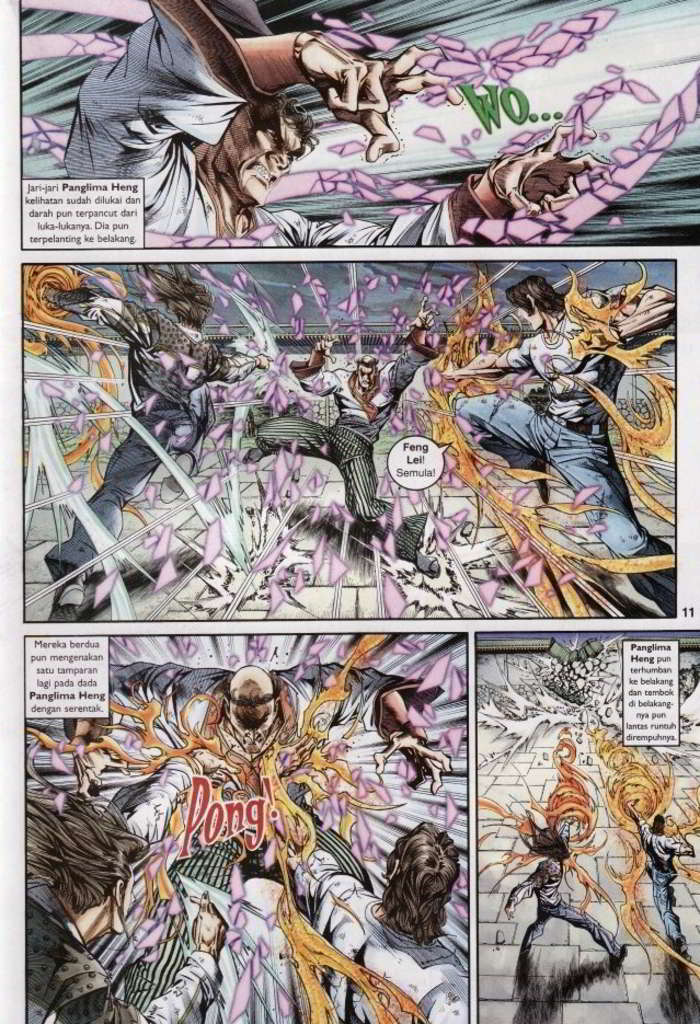 WO...
Jari-jari Panglima Heng
kelihatan sudah dilukai dan
darah pun terpancut dari
luka-lukanya. Dia pun
terpelanting ke belakang.
Feng
Lei!
Semula!
11
Mereka berdua
pun mengenakan
satu tamparan
lagi pada dada
Panglima Heng
dengan serentak.
Pong!
Panglima
Heng pun
terhumban
ke belakang
dan tembok
di belakang-
nya pun
lantas runtuh
dirempuhnya.